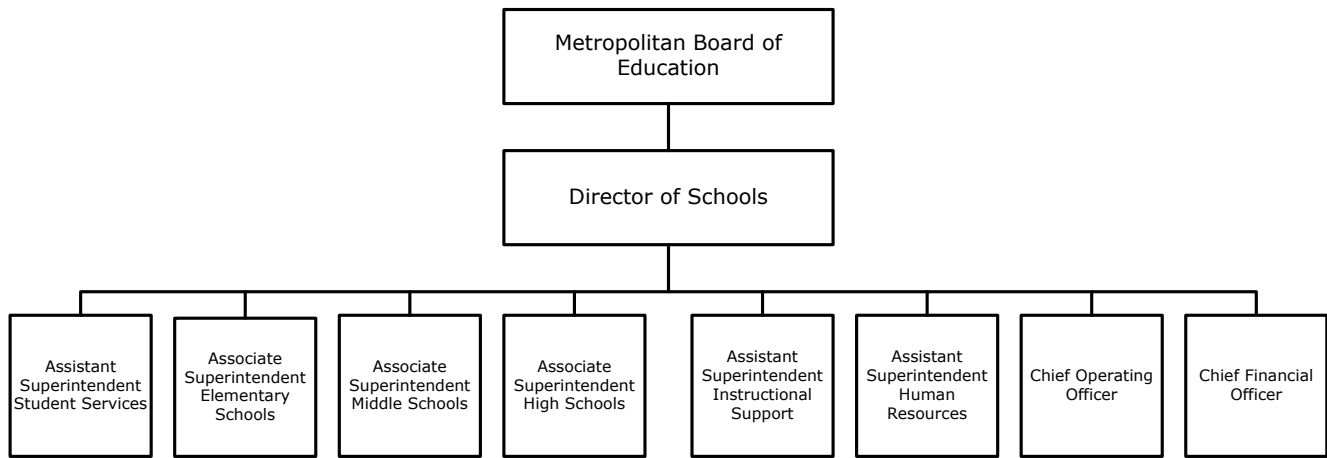 Metropolitan Board of
Education
Director of Schools
Assistant
Superintendent
Student Services
Associate
Superintendent
Elementary
Schools
Associate
Superintendent
Middle Schools
Associate
Superintendent
High Schools
Assistant
Superintendent
Instructional
Support
Assistant
Superintendent
Human
Resources
Chief Operating
Officer
Chief Financial
Officer